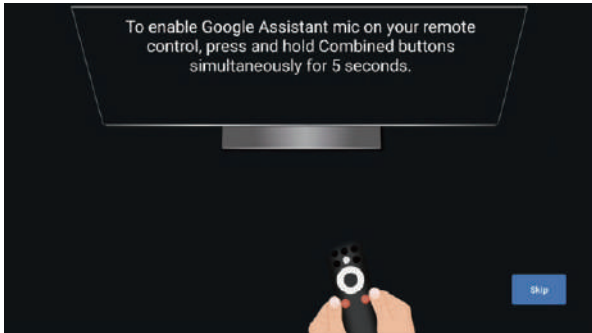 To enable Google Assistant mic on your remote
control, press and hold Combined buttons
simultaneously for 5 seconds.
Skip